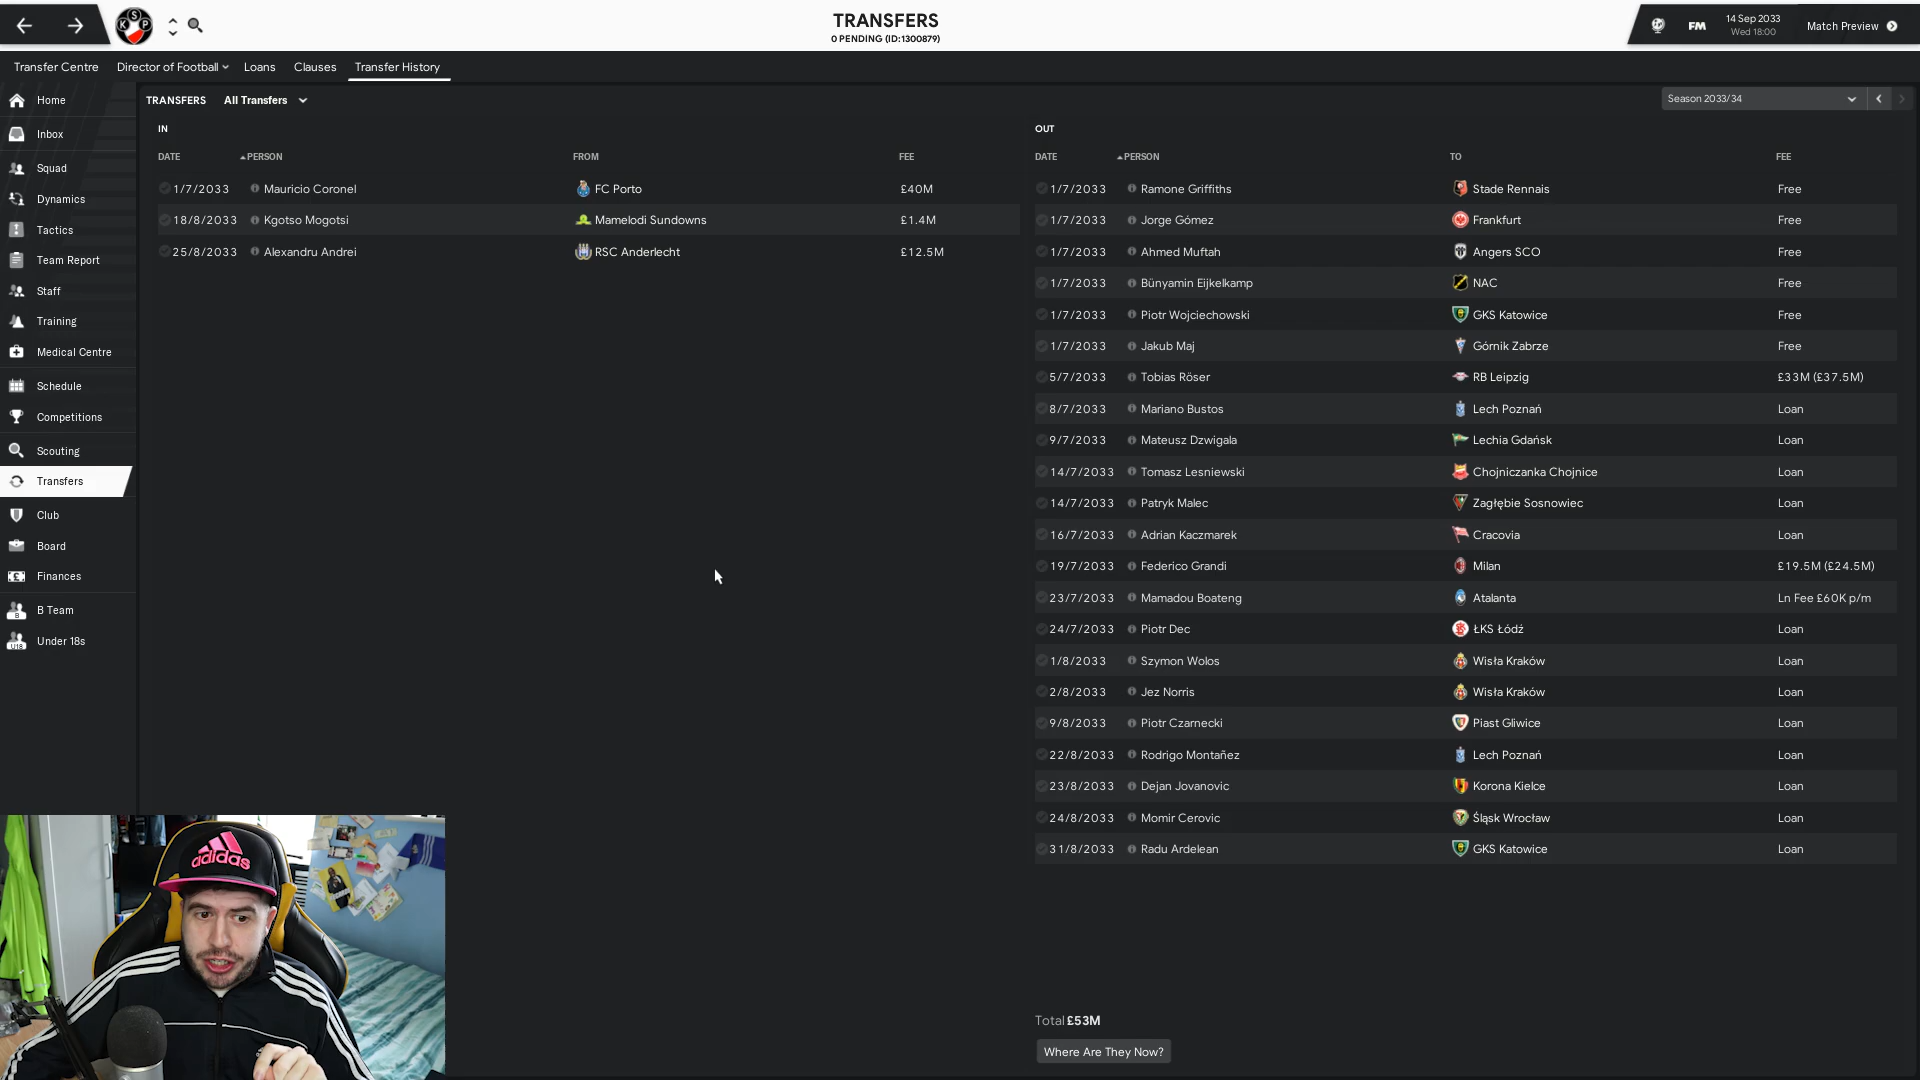 TRANSFERS
0 PENDING (ID:1300879)
FM
14 Sep 2033
Wed 18:00
Match Preview
Transfer Centre
Director of Football
Loans
Clauses
Transfer History
Home
Inbox
Squad
Dynamics
Tactics
Team Report
Staff
Training
Medical Centre
Schedule
Competitions
Scouting
Transfers
Club
Board
Finances
B Team
Under 18s
TRANSFERS All Transfers
Season 2033/34
IN
DATE PERSON FROM FEE
1/7/2033 Mauricio Coronel FC Porto £40M
18/8/2033 Kgotso Mogotsi Mamelodi Sundowns £1.4M
25/8/2033 Alexandru Andrei RSC Anderlecht £12.5M
OUT
DATE PERSON TO FEE
1/7/2033 Ramone Griffiths Stade Rennais Free
1/7/2033 Jorge Gómez Frankfurt Free
1/7/2033 Ahmed Muftah Angers SCO Free
1/7/2033 Bünyamin Eijkelkamp NAC Free
1/7/2033 Piotr Wojciechowski GKS Katowice Free
1/7/2033 Jakub Maj Górnik Zabrze Free
5/7/2033 Tobias Röser RB Leipzig £33M (£37.5M)
8/7/2033 Mariano Bustos Lech Poznań Loan
9/7/2033 Mateusz Dzwigala Lechia Gdańsk Loan
14/7/2033 Tomasz Lesniewski Chojniczanka Chojnice Loan
14/7/2033 Patryk Malec Zagłębie Sosnowiec Loan
16/7/2033 Adrian Kaczmarek Cracovia Loan
19/7/2033 Federico Grandi Milan £19.5M (£24.5M)
23/7/2033 Mamadou Boateng Atalanta Ln Fee £60K p/m
24/7/2033 Piotr Dec ŁKS Łódź Loan
1/8/2033 Szymon Wolos Wisła Kraków Loan
2/8/2033 Jez Norris Wisła Kraków Loan
9/8/2033 Piotr Czarnecki Piast Gliwice Loan
22/8/2033 Rodrigo Montañez Lech Poznań Loan
23/8/2033 Dejan Jovanovic Korona Kielce Loan
24/8/2033 Momir Cerovic Śląsk Wrocław Loan
31/8/2033 Radu Ardelean GKS Katowice Loan
Total £53M
Where Are They Now?
adidas